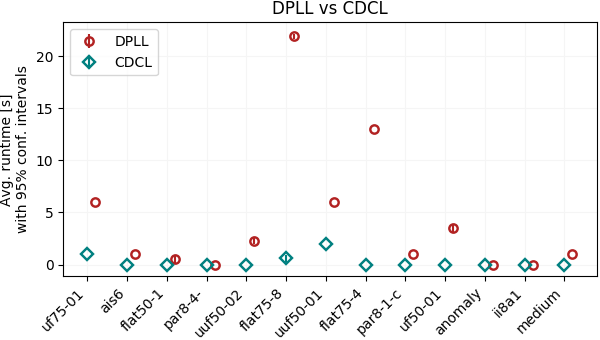 DPLL vs CDCL
DPLL
CDCL
Avg. runtime [s]
with 95% conf. intervals
20
15
10
5
0
uf75-01
ais6
flat50-1
par8-4-
uuf50-02
flat75-8
uuf50-01
flat75-4
par8-1-c
uf50-01
anomaly
ii8a1
medium